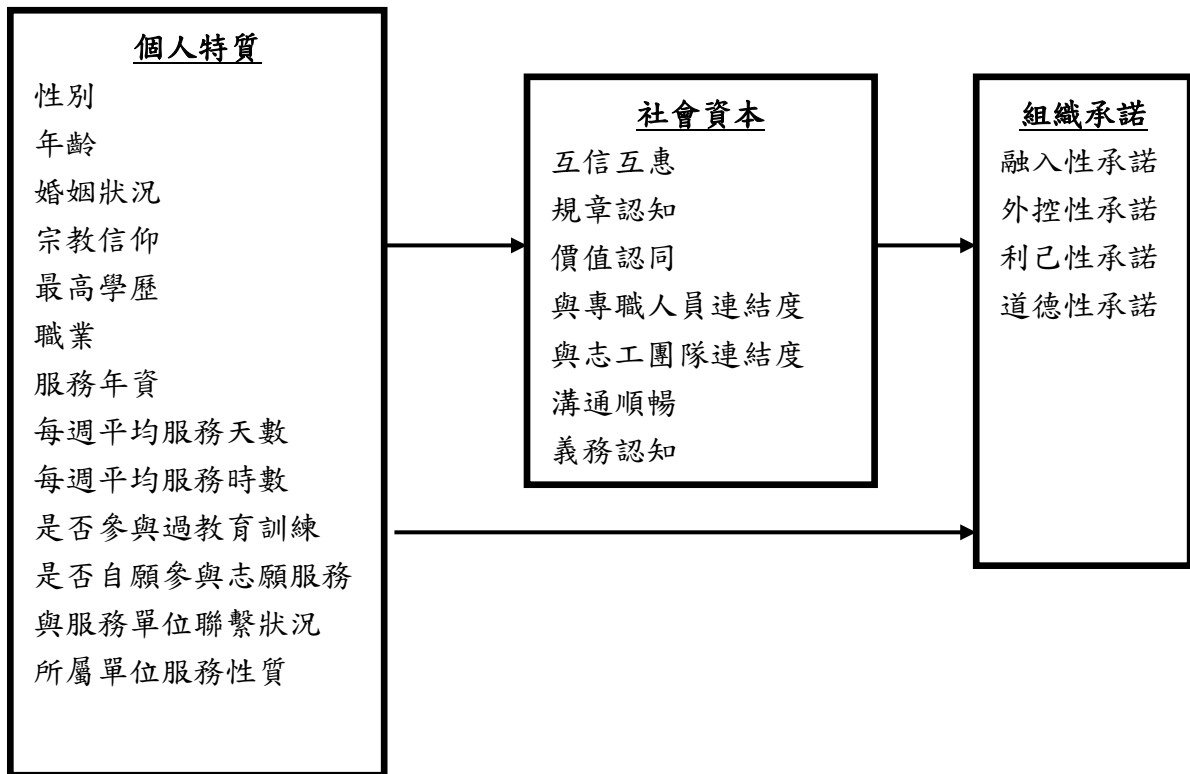 個人特質
性別
年齡
婚姻狀況
宗教信仰
最高學歷
職業
服務年資
每週平均服務天數
每週平均服務時數
是否參與過教育訓練
是否自願參與志願服務
與服務單位聯繫狀況
所屬單位服務性質
社會資本
互信互惠
規章認知
價值認同
與專職人員連結度
與志工團隊連結度
溝通順暢
義務認知
組織承諾
融入性承諾
外控性承諾
利己性承諾
道德性承諾